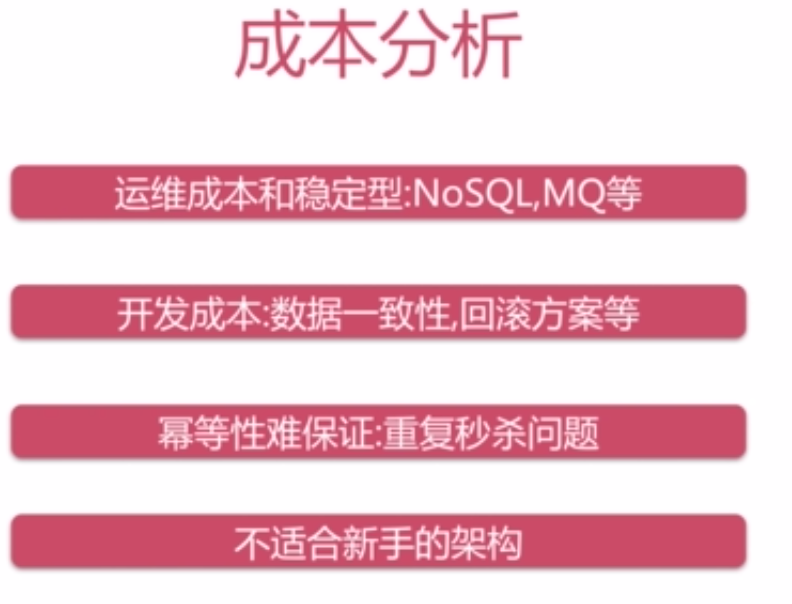 成本分析
运维成本和稳定型:NoSQL,MQ等
开发成本:数据一致性,回滚方案等
幂等性难保证:重复秒杀问题
不适合新手的架构